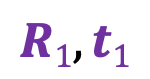 R₁, t₁